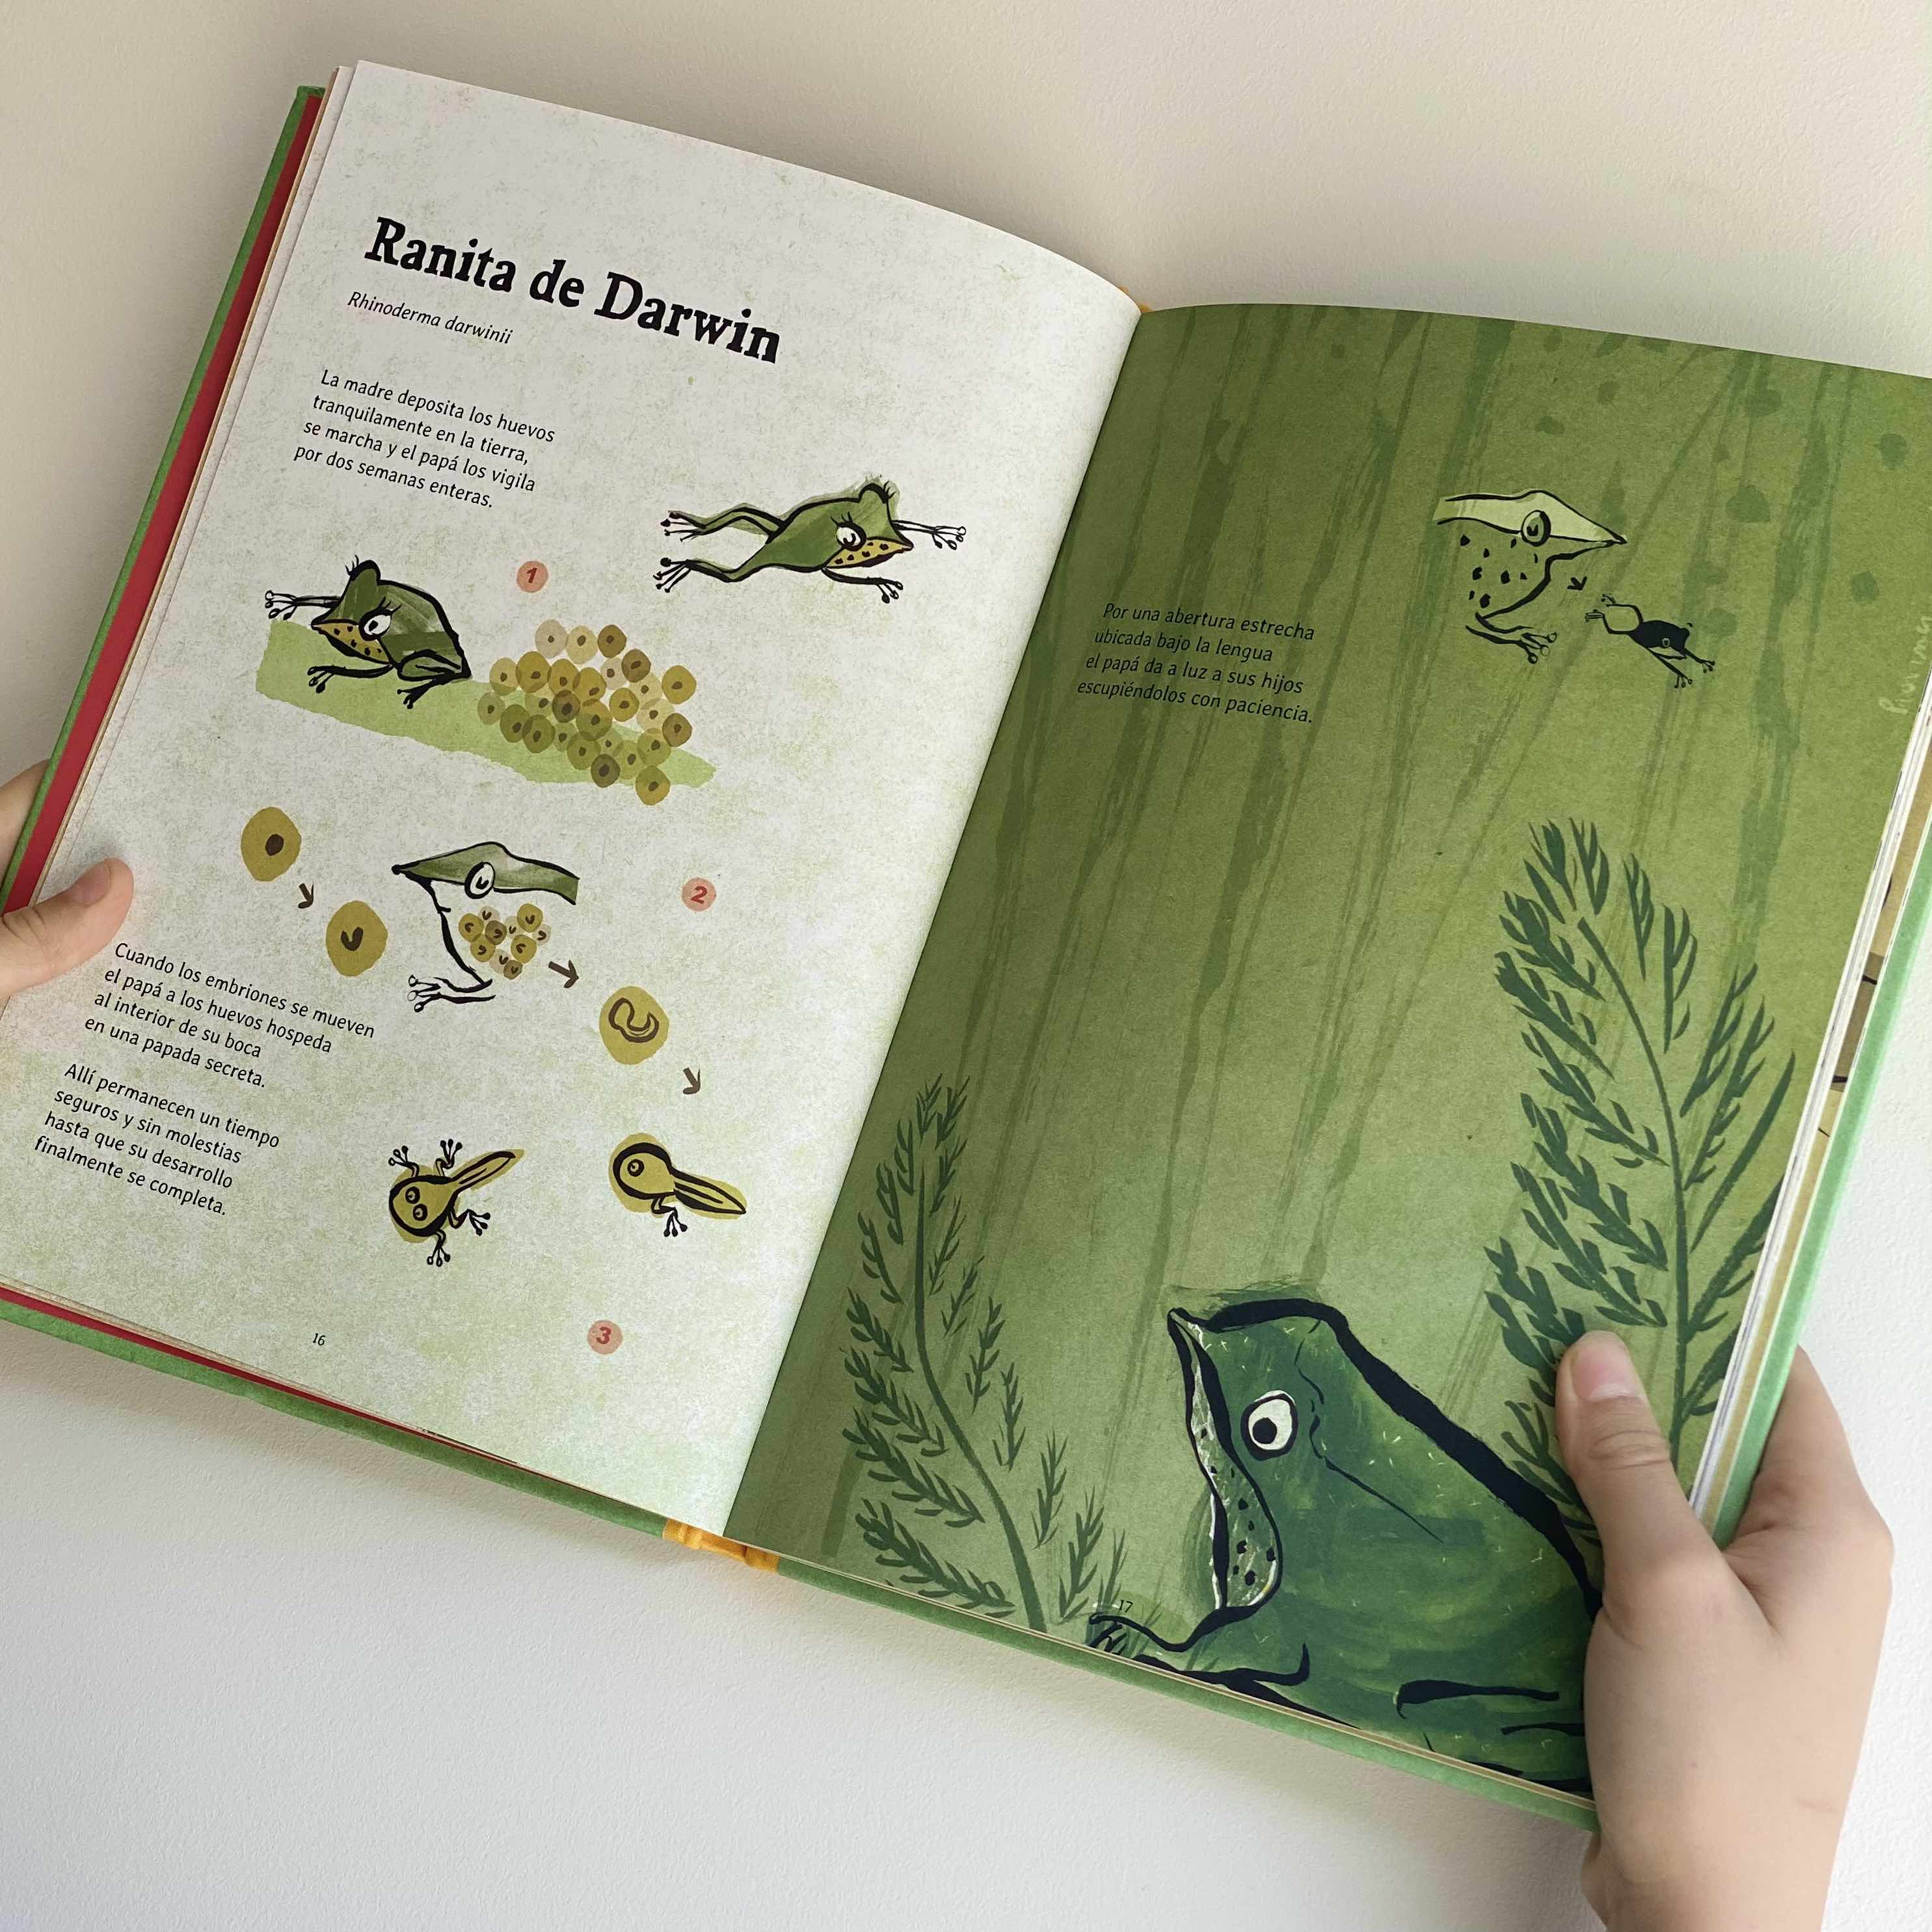 Ranita de Darwin
Rhinoderma darwinii
La madre deposita los huevos
tranquilamente en la tierra,
se marcha y el papá los vigila
por dos semanas enteras.
1
2
Cuando los embriones se mueven
el papá a los huevos hospeda
al interior de su boca
en una papada secreta.
Allí permanecen un tiempo
seguros y sin molestias
hasta que su desarrollo
finalmente se completa.
3
16
Por una abertura estrecha
ubicada bajo la lengua
el papá da a luz a sus hijos
escupiéndolos con paciencia.
17